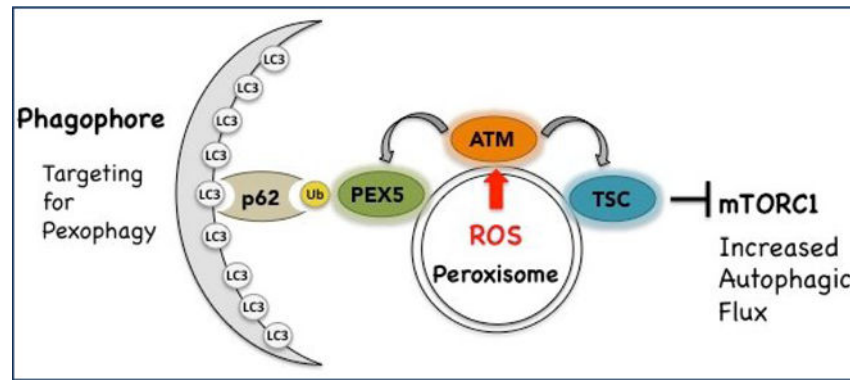 Phagophore
Targeting
for
Pexophagy
LC3
LC3
LC3
LC3
LC3
LC3
LC3
LC3
LC3
p62
Ub
PEX5
ATM
TSC
ROS
Peroxisome
mTORC1
Increased
Autophagic
Flux